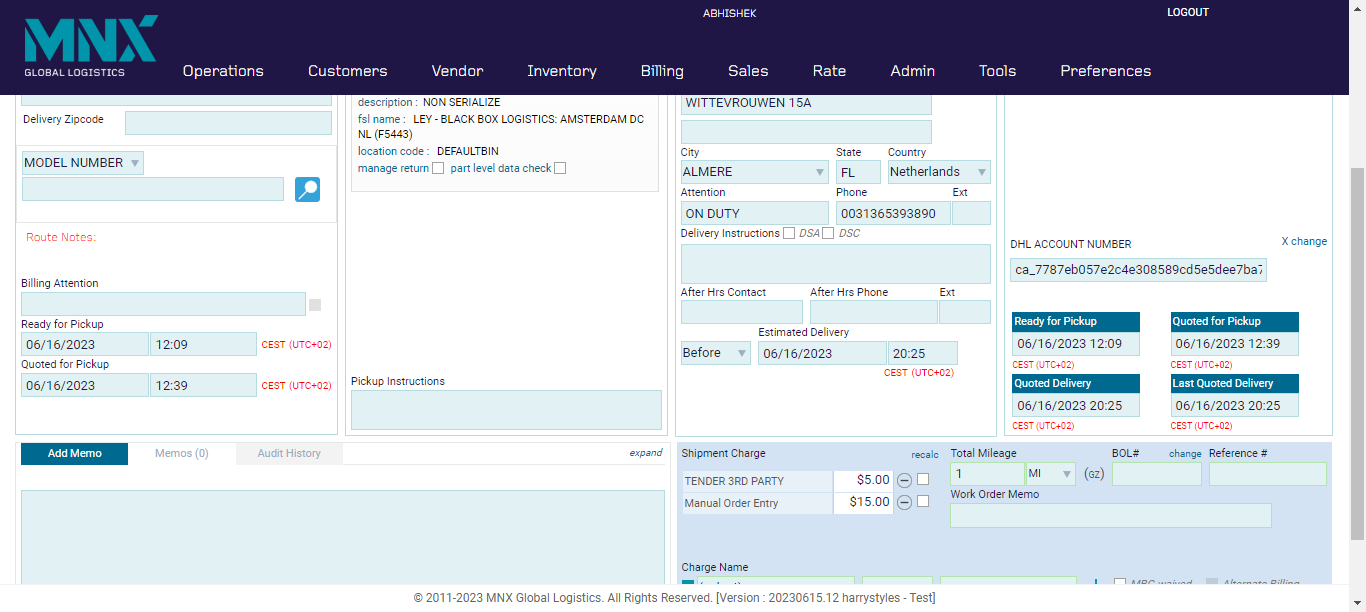 ABHISHEK
LOGOUT
MNX
GLOBAL LOGISTICS
Operations Customers Vendor Inventory Billing Sales Rate Admin Tools Preferences
Delivery Zipcode
MODEL NUMBER
Route Notes:
Billing Attention
Ready for Pickup
06/16/2023 12:09 CEST (UTC+02)
Quoted for Pickup
06/16/2023 12:39 CEST (UTC+02)
description : NON SERIALIZE
fsl name : LEY - BLACK BOX LOGISTICS: AMSTERDAM DC
NL (F5443)
location code : DEFAULTBIN
manage return part level data check
Pickup Instructions
WITTEVROUWEN 15A
City State Country
ALMERE FL Netherlands
Attention Phone Ext
ON DUTY 0031365393890
Delivery Instructions DSA DSC
After Hrs Contact After Hrs Phone Ext
Estimated Delivery
Before 06/16/2023 20:25
CEST (UTC+02)
X change
DHL ACCOUNT NUMBER
ca_7787eb057e2c4e308589cd5e5dee7ba7
Ready for Pickup Quoted for Pickup
06/16/2023 12:09 06/16/2023 12:39
CEST (UTC+02) CEST (UTC+02)
Quoted Delivery Last Quoted Delivery
06/16/2023 20:25 06/16/2023 20:25
CEST (UTC+02) CEST (UTC+02)
Add Memo Memos (0) Audit History expand
Shipment Charge recalc
TENDER 3RD PARTY $5.00
Manual Order Entry $15.00
Total Mileage BOL# change Reference #
1 MI (GZ)
Work Order Memo
Charge Name
MBG waived Alternate Billing
© 2011-2023 MNX Global Logistics. All Rights Reserved. [Version : 20230615.12 harrystyles - Test]